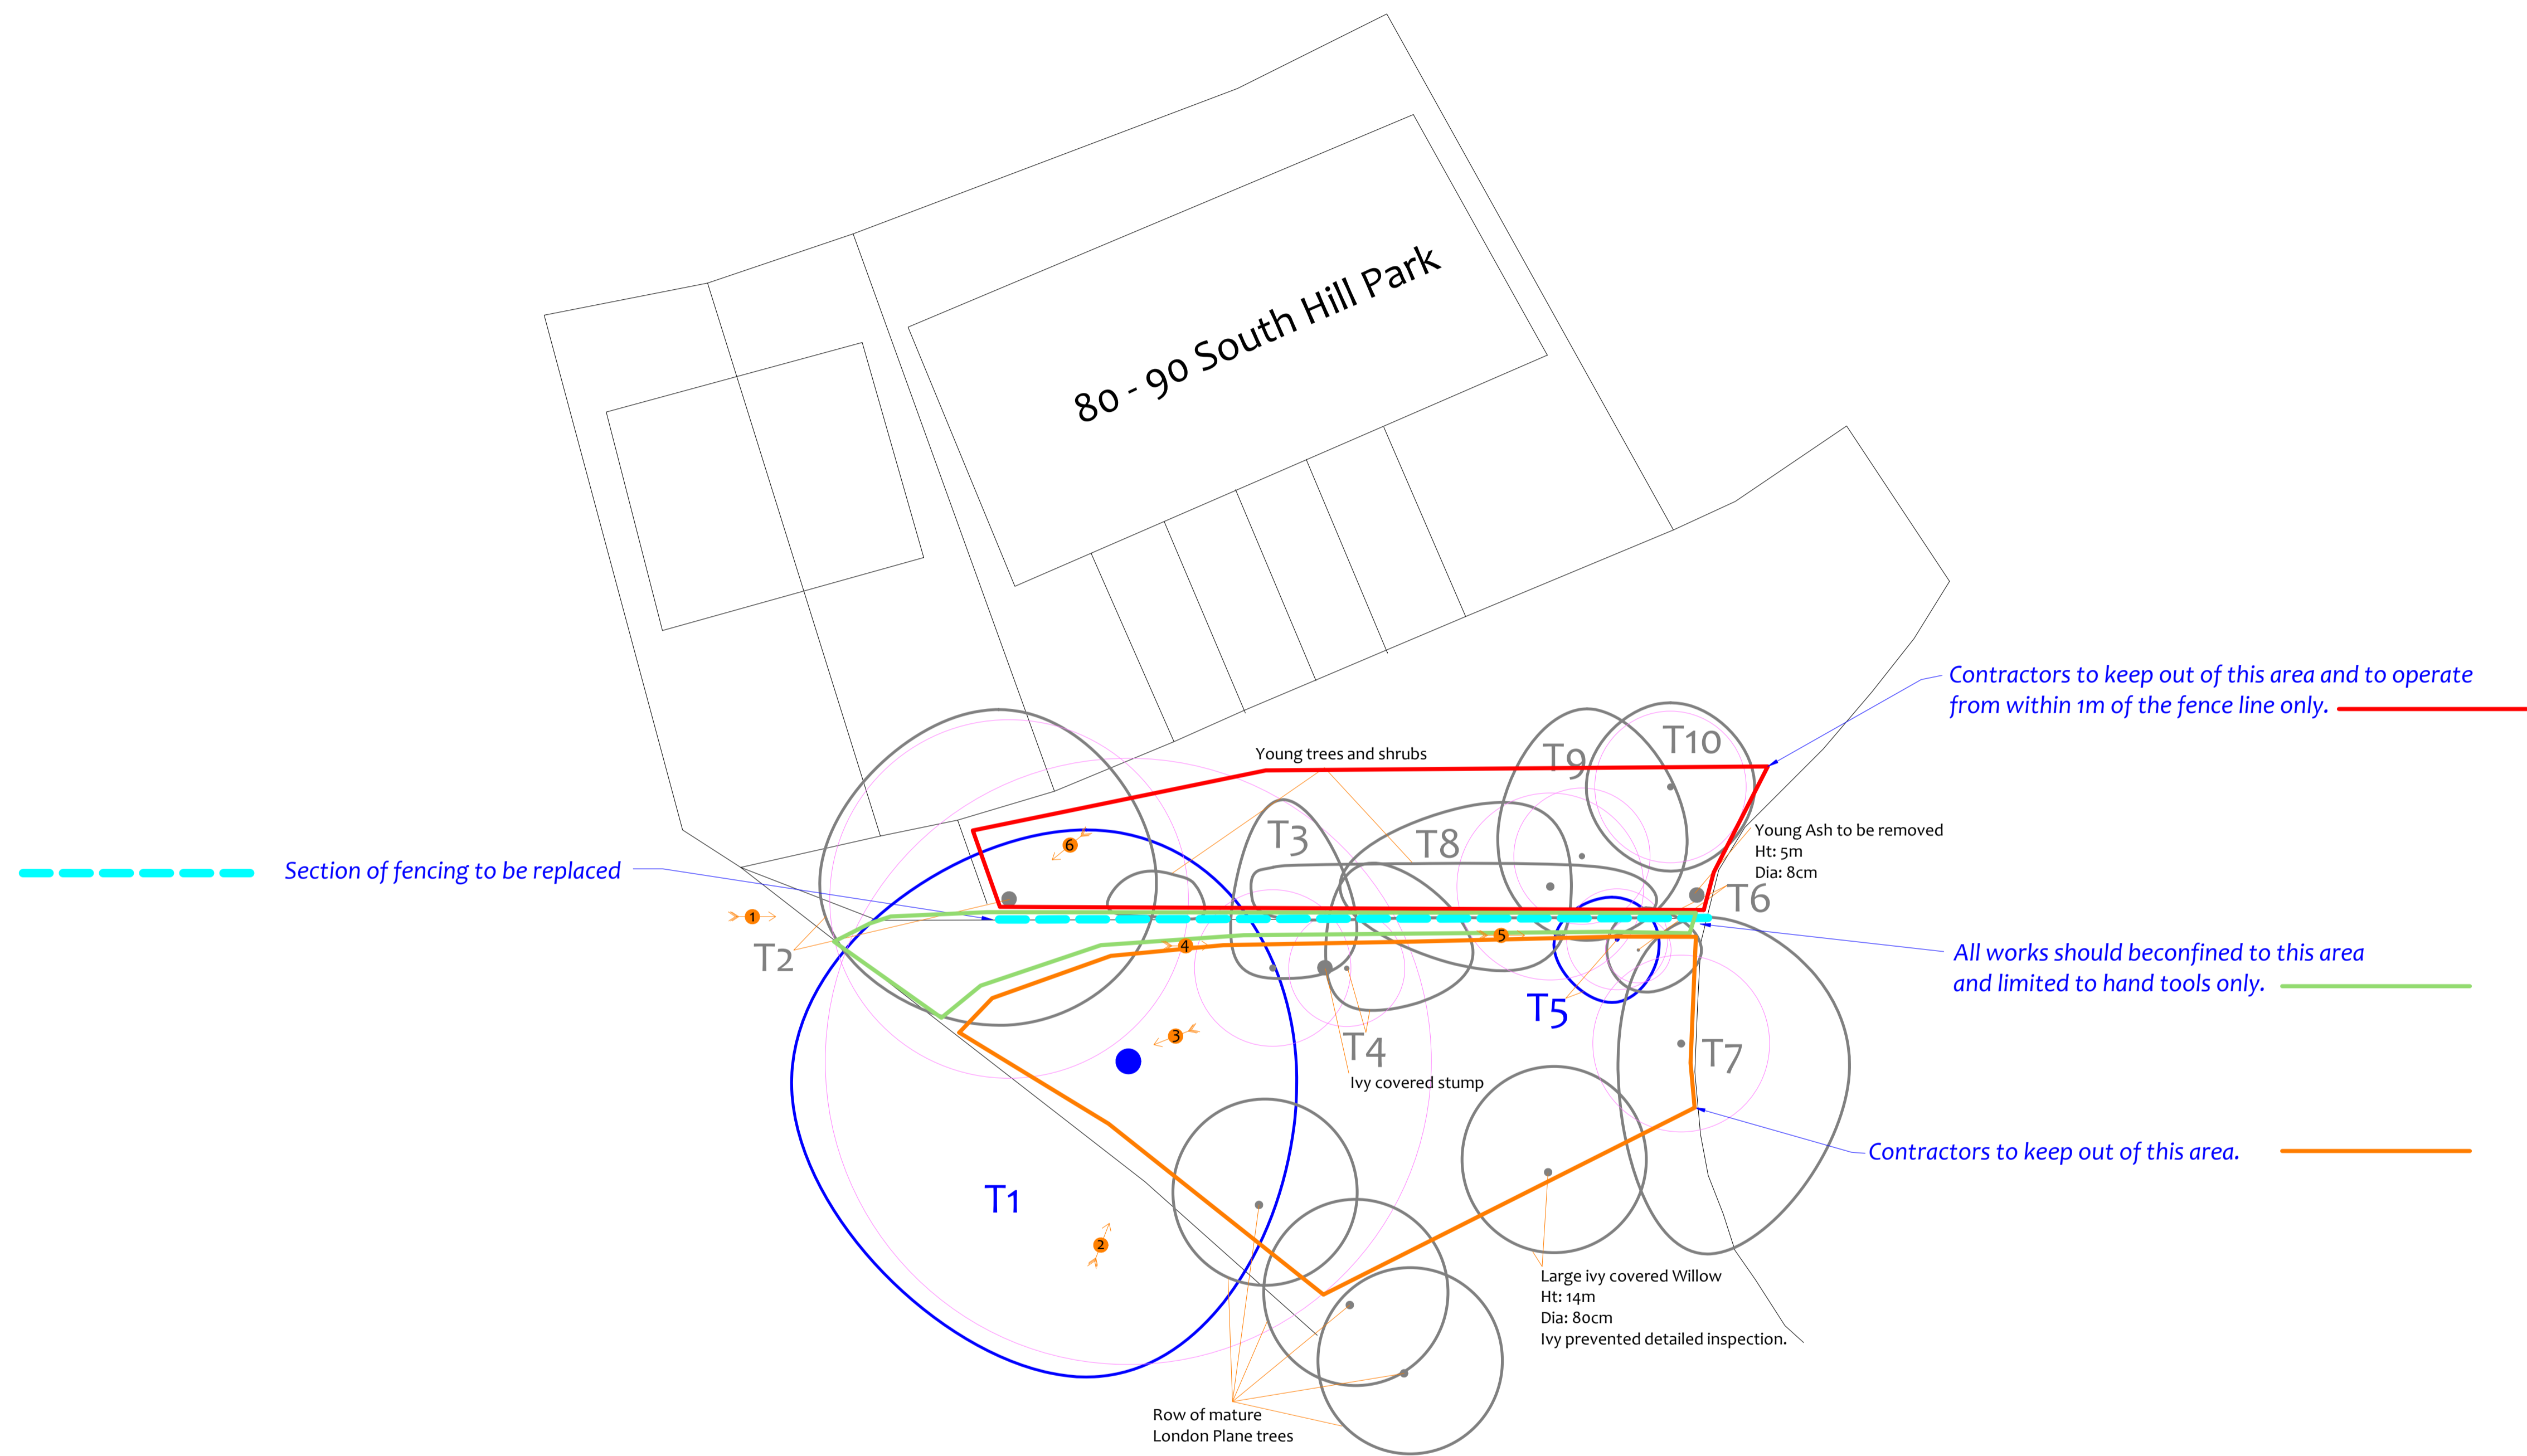 80 - 90 South Hill Park
Contractors to keep out of this area and to operate
from within 1m of the fence line only.
Young trees and shrubs
T9
T10
T3
T8
Young Ash to be removed
Ht: 5m
Dia: 8cm
6
Section of fencing to be replaced
T6
1
T2
4
5
All works should beconfined to this area
and limited to hand tools only.
T5
3
T4
T7
Ivy covered stump
Contractors to keep out of this area.
T1
2
Large ivy covered Willow
Ht: 14m
Dia: 80cm
Ivy prevented detailed inspection.
Row of mature
London Plane trees